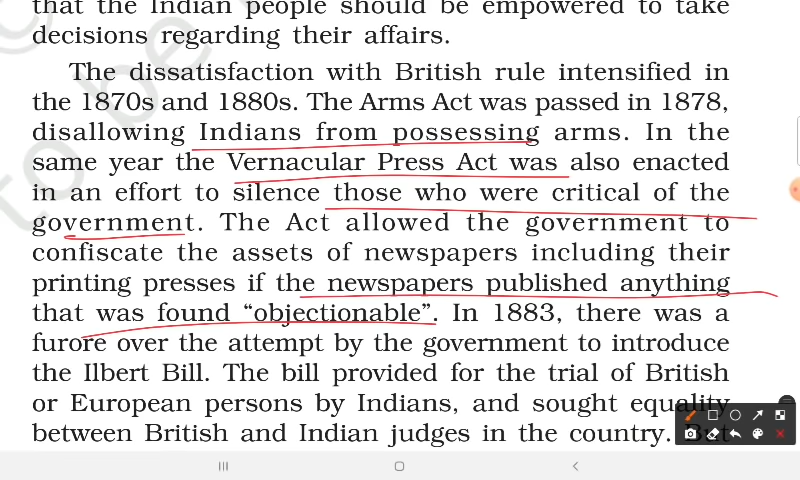 that the Indian people should be empowered to take
decisions regarding their affairs.
The dissatisfaction with British rule intensified in
the 1870s and 1880s. The Arms Act was passed in 1878,
disallowing Indians from possessing arms. In the
same year the Vernacular Press Act was also enacted
in an effort to silence those who were critical of the
government. The Act allowed the government to
confiscate the assets of newspapers including their
printing presses if the newspapers published anything
that was found “objectionable”. In 1883, there was a
furore over the attempt by the government to introduce
the Ilbert Bill. The bill provided for the trial of British
or European persons by Indians, and sought equality
between British and Indian judges in the country. But
to be